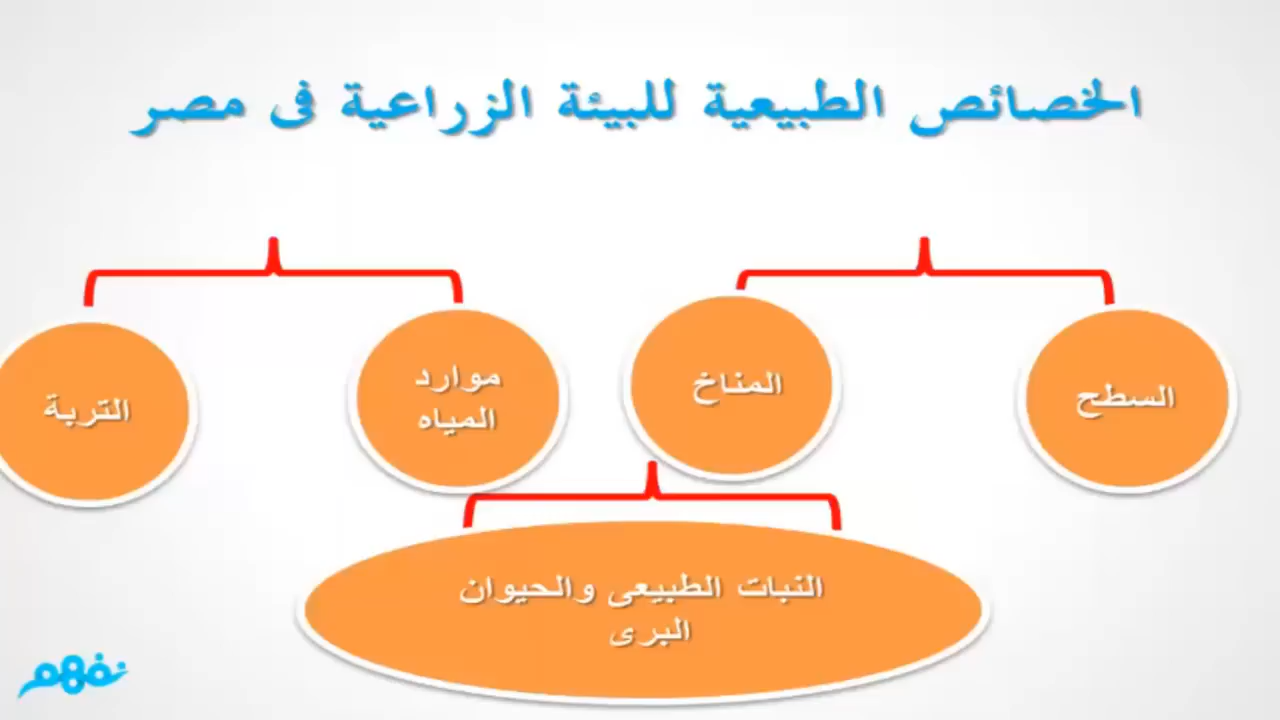 الخصائص الطبيعية للبيئة الزراعية فى مصر
السطح
المناخ
موارد
المياه
التربة
النبات الطبيعى والحيوان
البرى
نفهم